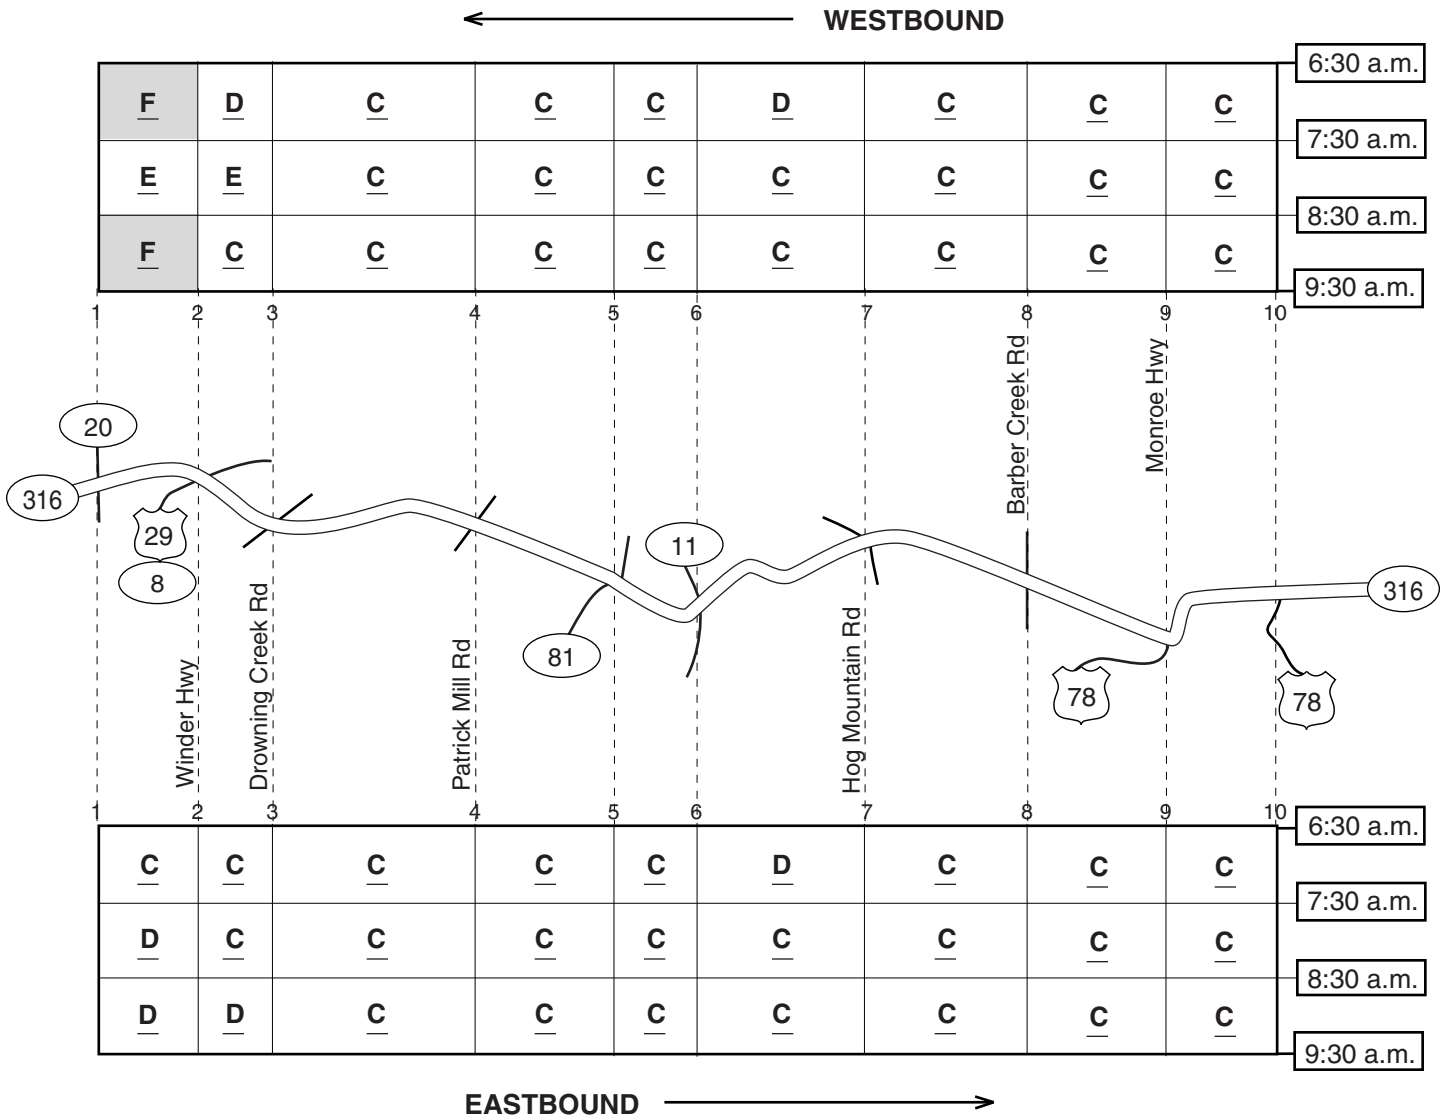 WESTBOUND
6:30 a.m.
F D C C C D C C C
7:30 a.m.
E E C C C C C C C
8:30 a.m.
F C C C C C C C C
9:30 a.m.
1 2 3 4 5 6 7 8 9 10
Barber Creek Rd
Monroe Hwy
20
316
29
8
11
81
316
78
78
Winder Hwy
Drowning Creek Rd
Patrick Mill Rd
Hog Mountain Rd
1 2 3 4 5 6 7 8 9 10
6:30 a.m.
C C C C C D C C C
7:30 a.m.
D C C C C C C C C
8:30 a.m.
D D C C C C C C C
9:30 a.m.
EASTBOUND